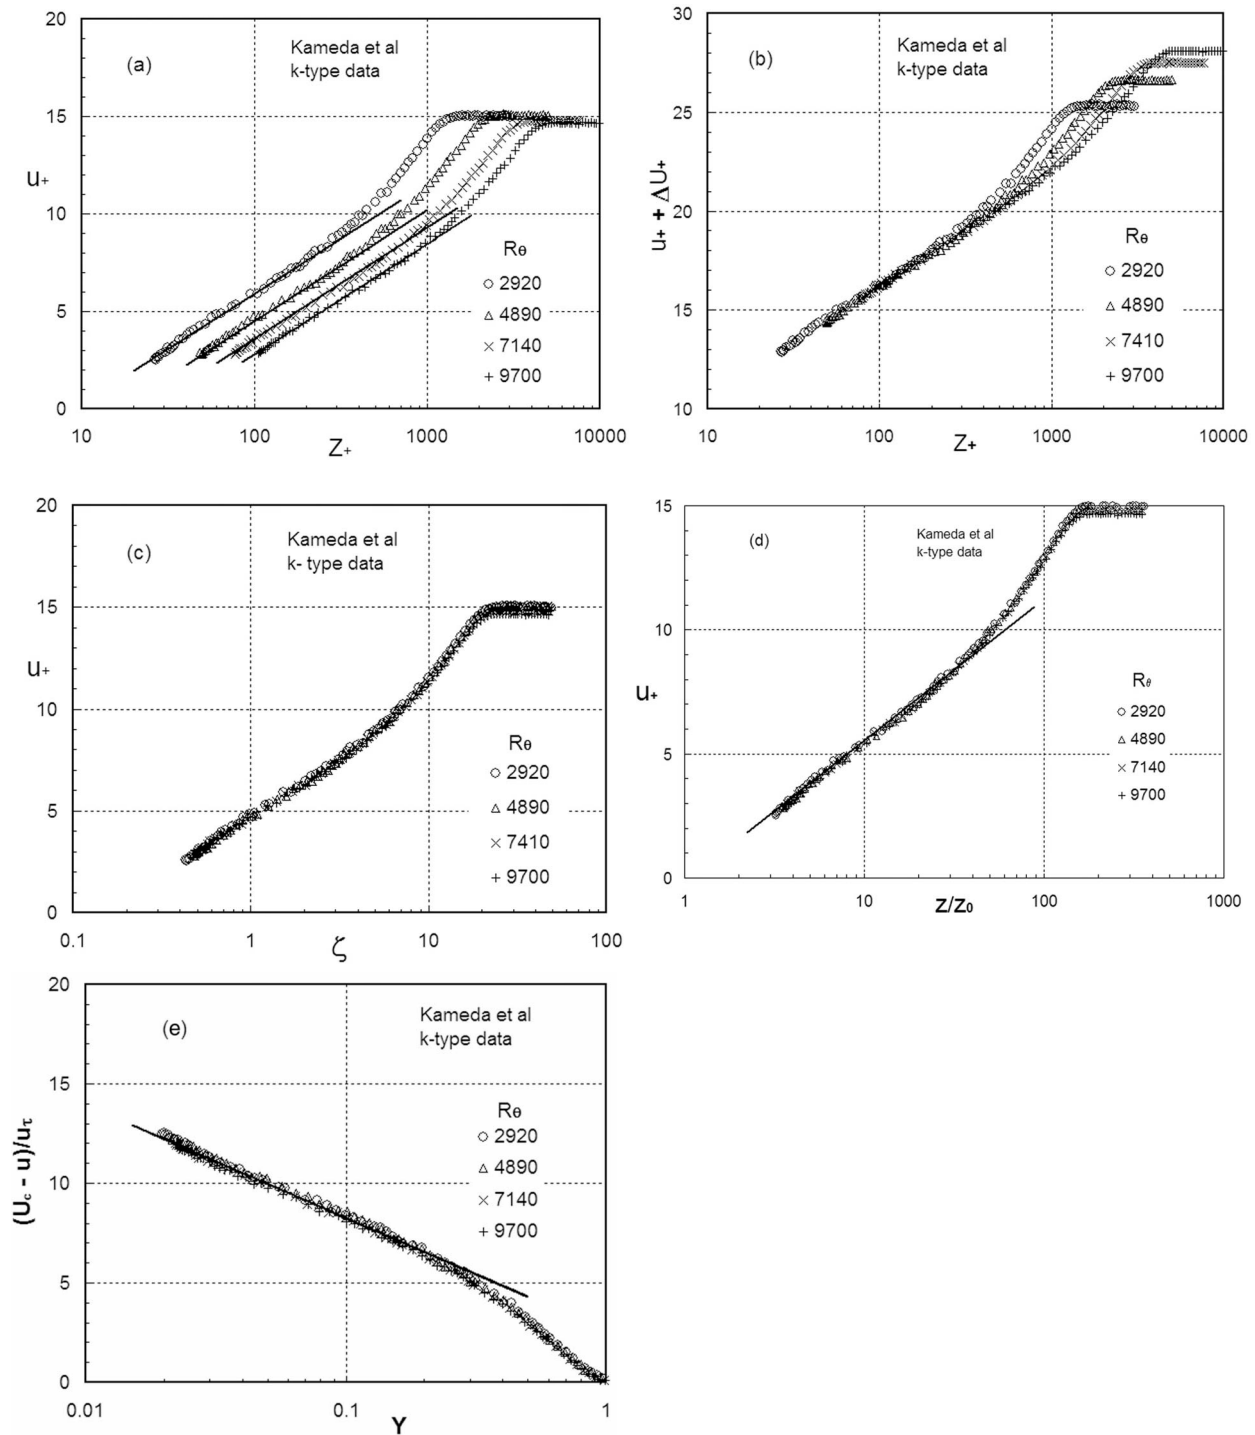 (a)
Kameda et al
k-type data
20
15
10
5
0
u+
Rθ
2920
4890
7140
9700
10
100
1000
10000
Z+
(b)
Kameda et al
k-type data
30
25
20
15
10
u+ + ΔU+
Rθ
2920
4890
7410
9700
10
100
1000
10000
Z+
(c)
Kameda et al
k- type data
20
15
10
5
0
u+
Rθ
2920
4890
7410
9700
0.1
1
10
100
ζ
(d)
Kameda et al
k-type data
15
10
5
0
u+
Rθ
2920
4890
7140
9700
1
10
100
1000
z/z0
(e)
Kameda et al
k-type data
20
15
10
5
0
(Uc - u)/uτ
Rθ
2920
4890
7140
9700
0.01
0.1
1
Y